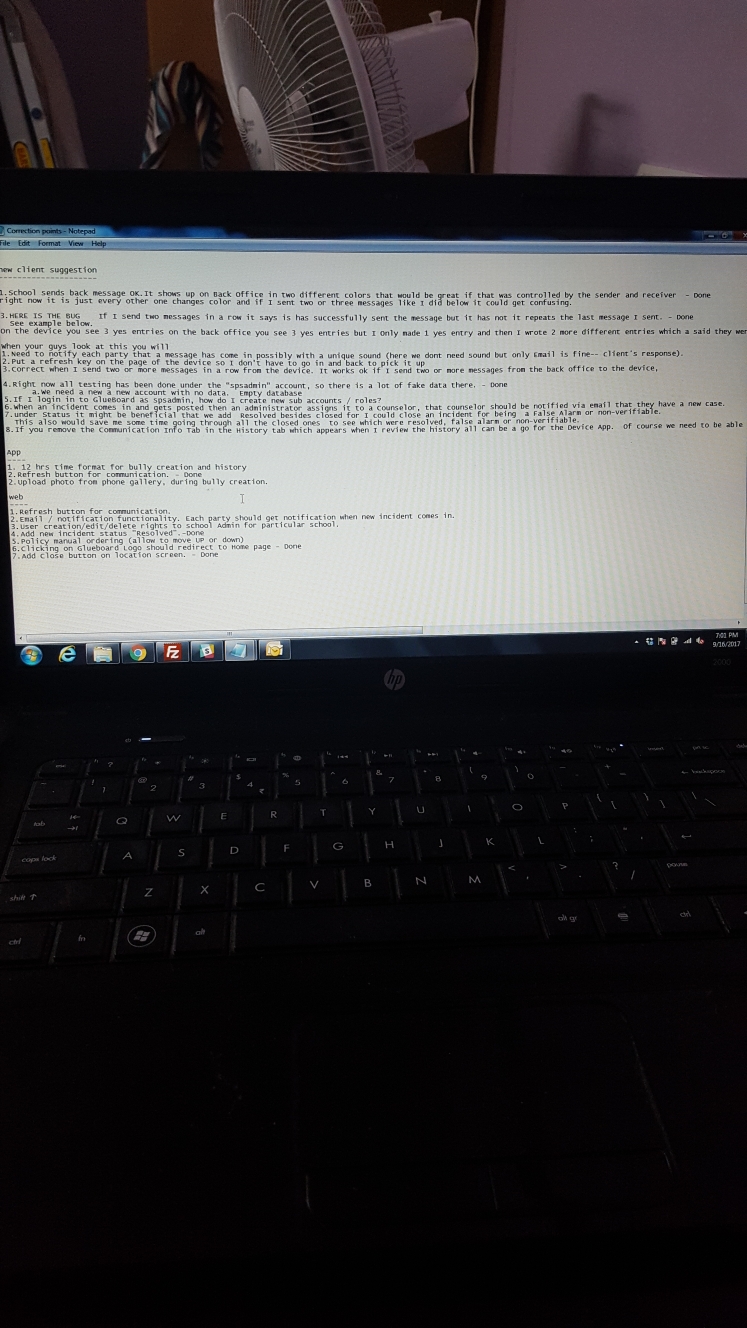 Correction points - Notepad
File Edit Format View Help
new client suggestion
----------------------
1.School sends back message OK.It shows up on Back Office in two different colors that would be great if that was controlled by the sender and receiver - Done
right now it is just every other one changes color and if I sent two or three messages like I did below it could get confusing.
3.HERE IS THE BUG If I send two messages in a row it says is has successfully sent the message but it has not it repeats the last message I sent. - Done
See example below.
on the device you see 3 yes entries on the back office you see 3 yes entries but I only made 1 yes entry and then I wrote 2 more different entries which a said they wer
when your guys look at this you will
1.Need to notify each party that a message has come in possibly with a unique sound (here we dont need sound but only Email is fine-- client's response).
2.Put a refresh key on the page of the device so I don't have to go in and back to pick it up
3.Correct when I send two or more messages in a row from the device. It works ok if I send two or more messages from the back office to the device.
4.Right now all testing has been done under the "spsadmin" account, so there is a lot of fake data there. - Done
a.We need a new a new account with no data. Empty database
5.If I login in to GlueBoard as spsadmin, how do I create new sub accounts / roles?
6.when an incident comes in and gets posted then an administrator assigns it to a counselor, that counselor should be notified via email that they have a new case.
7.under Status it might be beneficial that we add Resolved besides closed for I could close an incident for being a False Alarm or non-verifiable.
This also would save me some time going through all the closed ones to see which were resolved, false alarm or non-verifiable.
8.If you remove the Communication Info Tab in the History tab which appears when I review the history all can be a go for the Device App. Of course we need to be able
App
----
1. 12 hrs time format for bully creation and history
2.Refresh button for communication. - Done
2.Upload photo from phone gallery, during bully creation.
web
----
1.Refresh button for communication.
2.Email / notification functionality. Each party should get notification when new incident comes in.
3.User creation/edit/delete rights to school Admin for particular school.
4.Add new incident status "Resolved".-Done
5.Policy manual ordering (allow to move UP or down)
6.Clicking on Glueboard Logo should redirect to Home page - Done
7.Add Close button on location screen. - Done
7:01 PM
9/16/2017
hp
esc
! 1 @ 2 # 3 $ 4 % 5 ^ 6 & 7 * 8 ( 9 ) 0 - + backspace
tab Q W E R T Y U I O P { [ } ] | \
caps lock A S D F G H J K L : ;
shift Z X C V B N M < , > . ? / pause
ctrl fn alt alt gr ctrl